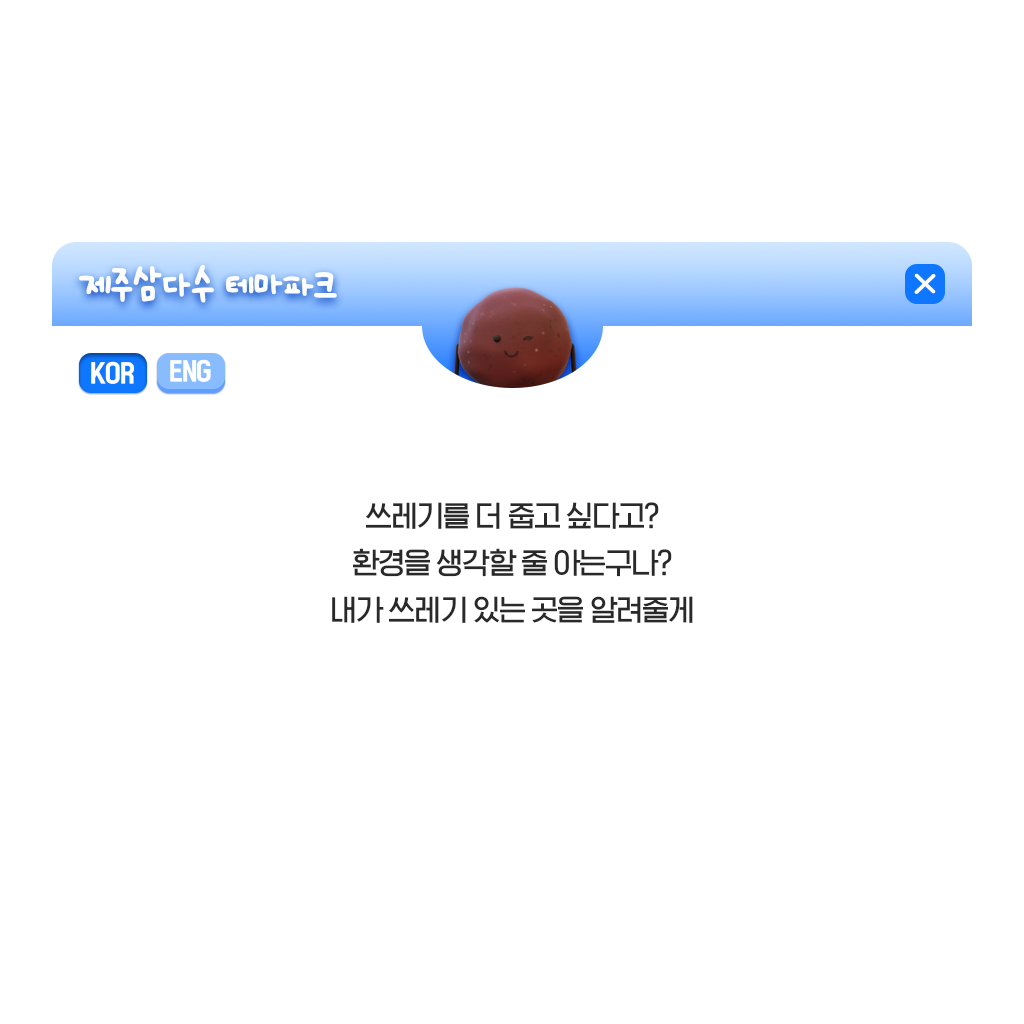 제주삼다수 테마파크
KOR ENG
쓰레기를 더 줍고 싶다고?
환경을 생각할 줄 아는구나?
내가 쓰레기 있는 곳을 알려줄게